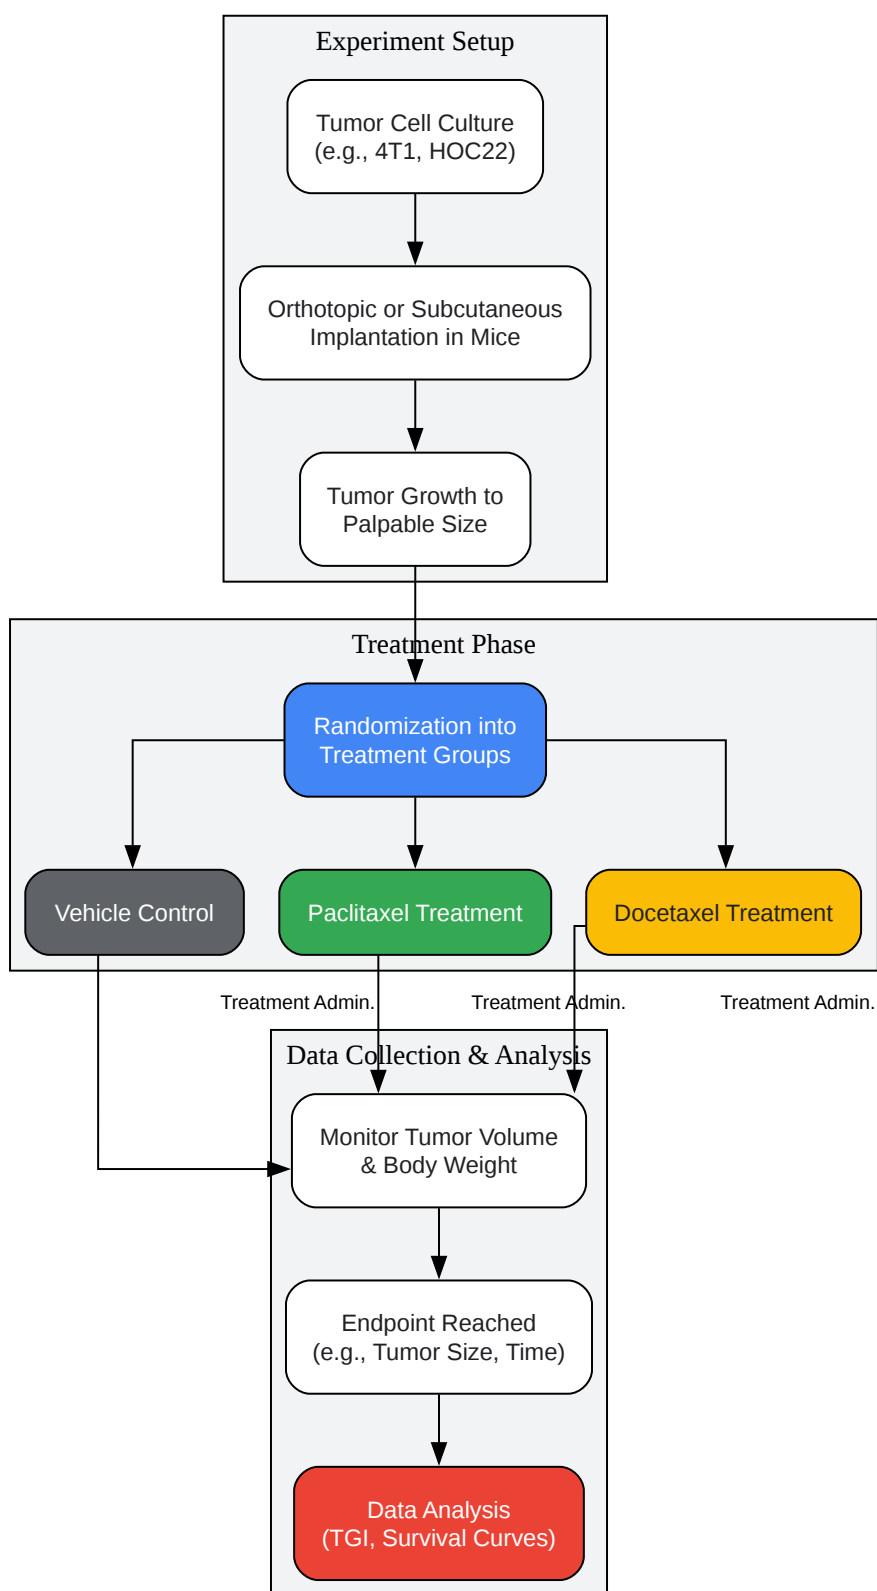 Experiment Setup
Tumor Cell Culture
(e.g., 4T1, HOC22)
Orthotopic or Subcutaneous
Implantation in Mice
Tumor Growth to
Palpable Size
Treatment Phase
Randomization into
Treatment Groups
Vehicle Control
Paclitaxel Treatment
Docetaxel Treatment
Treatment Admin.
Treatment Admin.
Treatment Admin.
Data Collection & Analysis
Monitor Tumor Volume
& Body Weight
Endpoint Reached
(e.g., Tumor Size, Time)
Data Analysis
(TGI, Survival Curves)